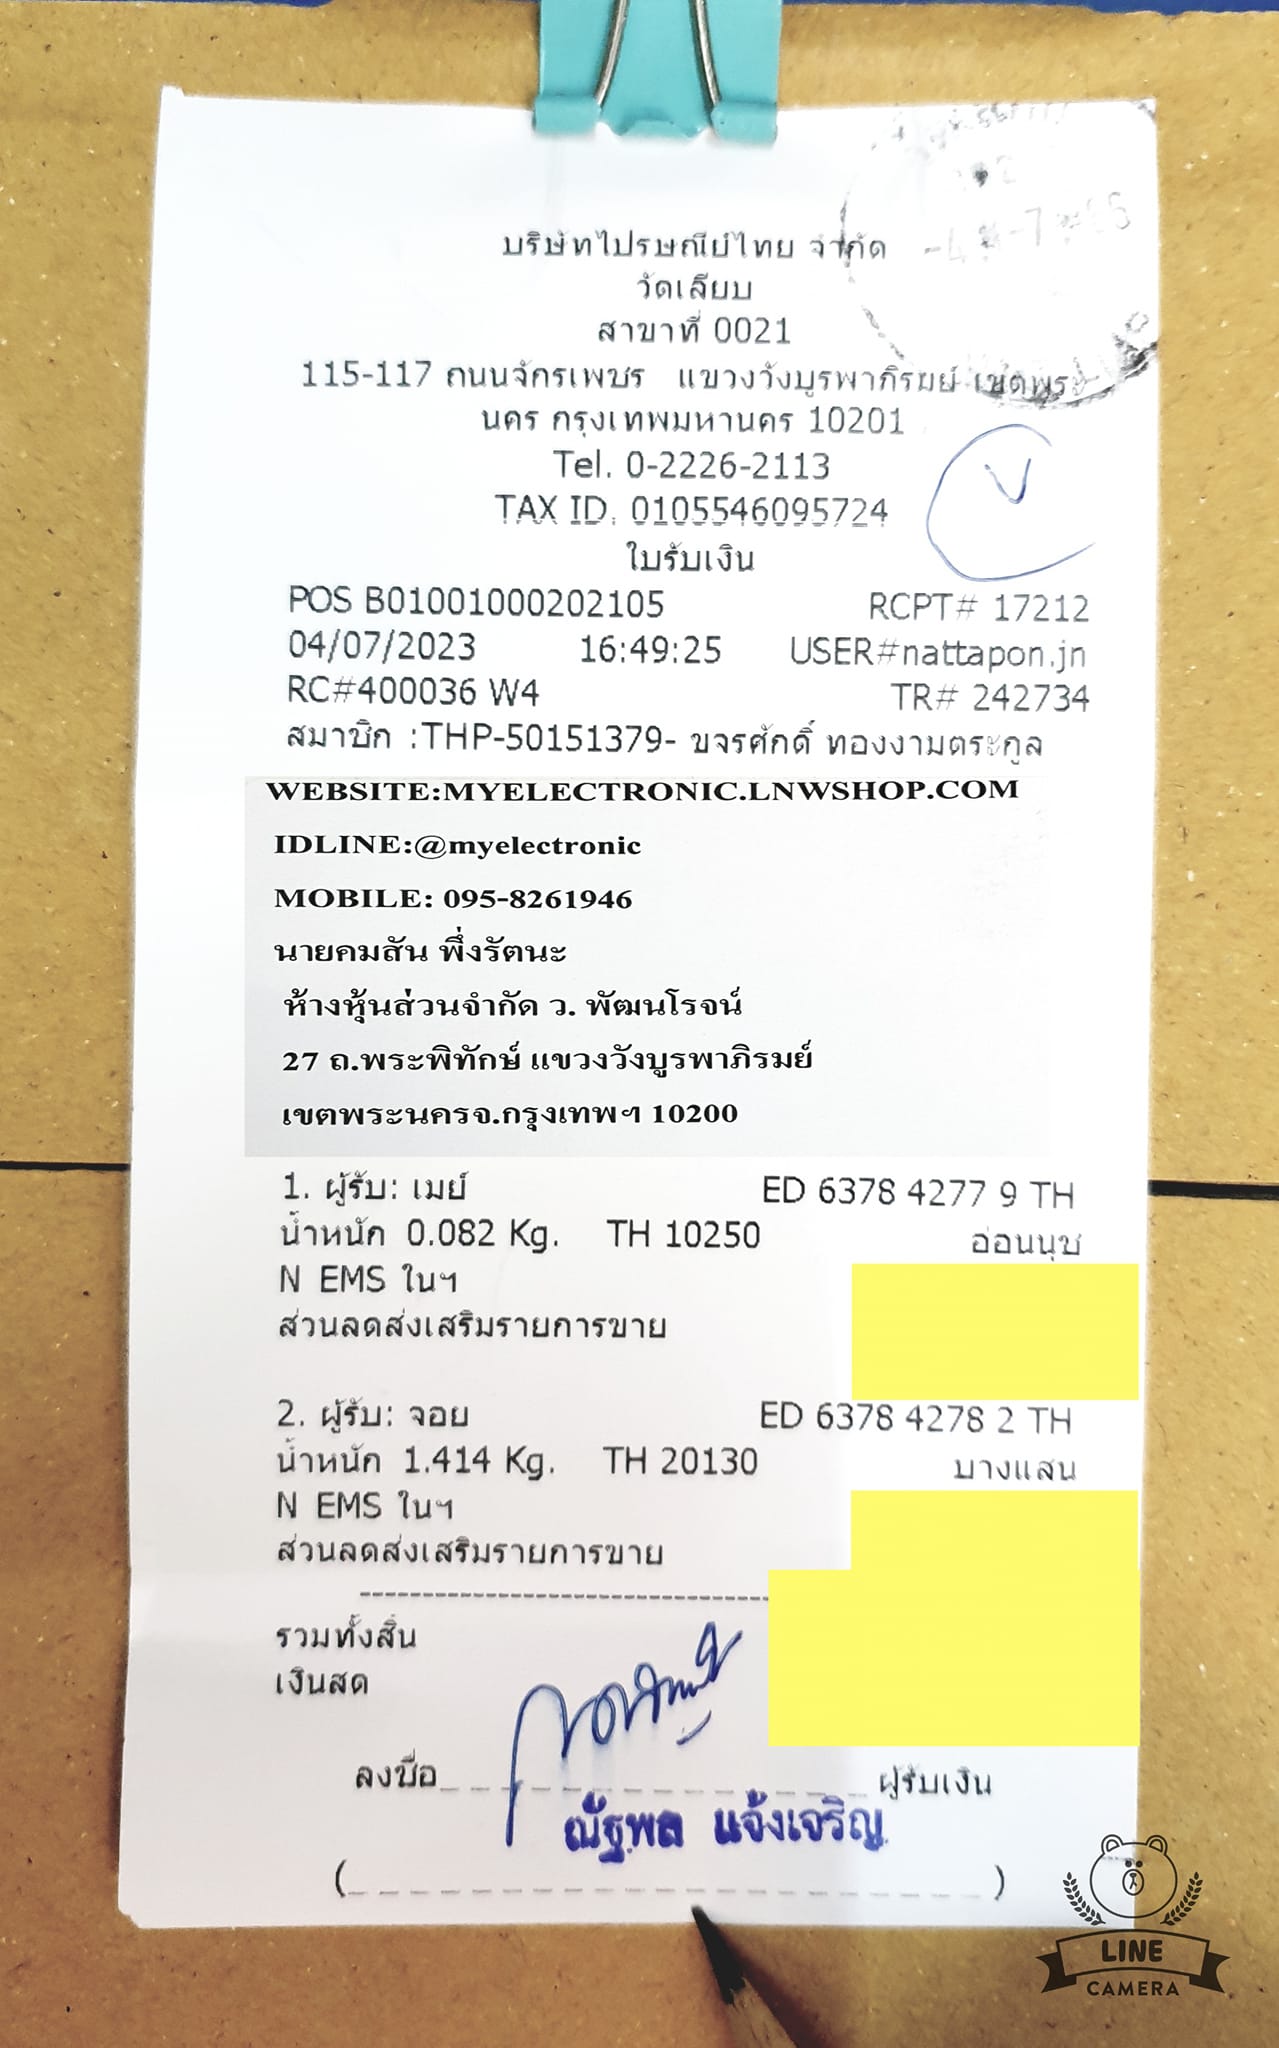 บริษัทไปรษณีย์ไทย จำกัด
วัดเลียบ
สาขาที่ 0021
115-117 ถนนจักรเพชร แขวงวังบูรพาภิรมย์ เขตพระ
นคร กรุงเทพมหานคร 10201
Tel. 0-2226-2113
TAX ID. 0105546095724
ใบรับเงิน
POS B01001000202105 RCPT# 17212
04/07/2023 16:49:25 USER#nattapon.jn
RC#400036 W4 TR# 242734
สมาชิก :THP-50151379- ขจรศักดิ์ ทองงามตระกูล
WEBSITE:MYELECTRONIC.LNWSHOP.COM
IDLINE:@myelectronic
MOBILE: 095-8261946
นายคมสัน พึ่งรัตนะ
ห้างหุ้นส่วนจำกัด ว. พัฒนโรจน์
27 ถ.พระพิทักษ์ แขวงวังบูรพาภิรมย์
เขตพระนครจ.กรุงเทพฯ 10200
1. ผู้รับ: เมย์ ED 6378 4277 9 TH
น้ำหนัก 0.082 Kg. TH 10250 อ่อนนุช
N EMS ในฯ
ส่วนลดส่งเสริมรายการขาย
2. ผู้รับ: จอย ED 6378 4278 2 TH
น้ำหนัก 1.414 Kg. TH 20130 บางแสน
N EMS ในฯ
ส่วนลดส่งเสริมรายการขาย
รวมทั้งสิ้น
เงินสด
ลงชื่อ ผู้รับเงิน
ณัฐพล แจ้งเจริญ
LINE
CAMERA